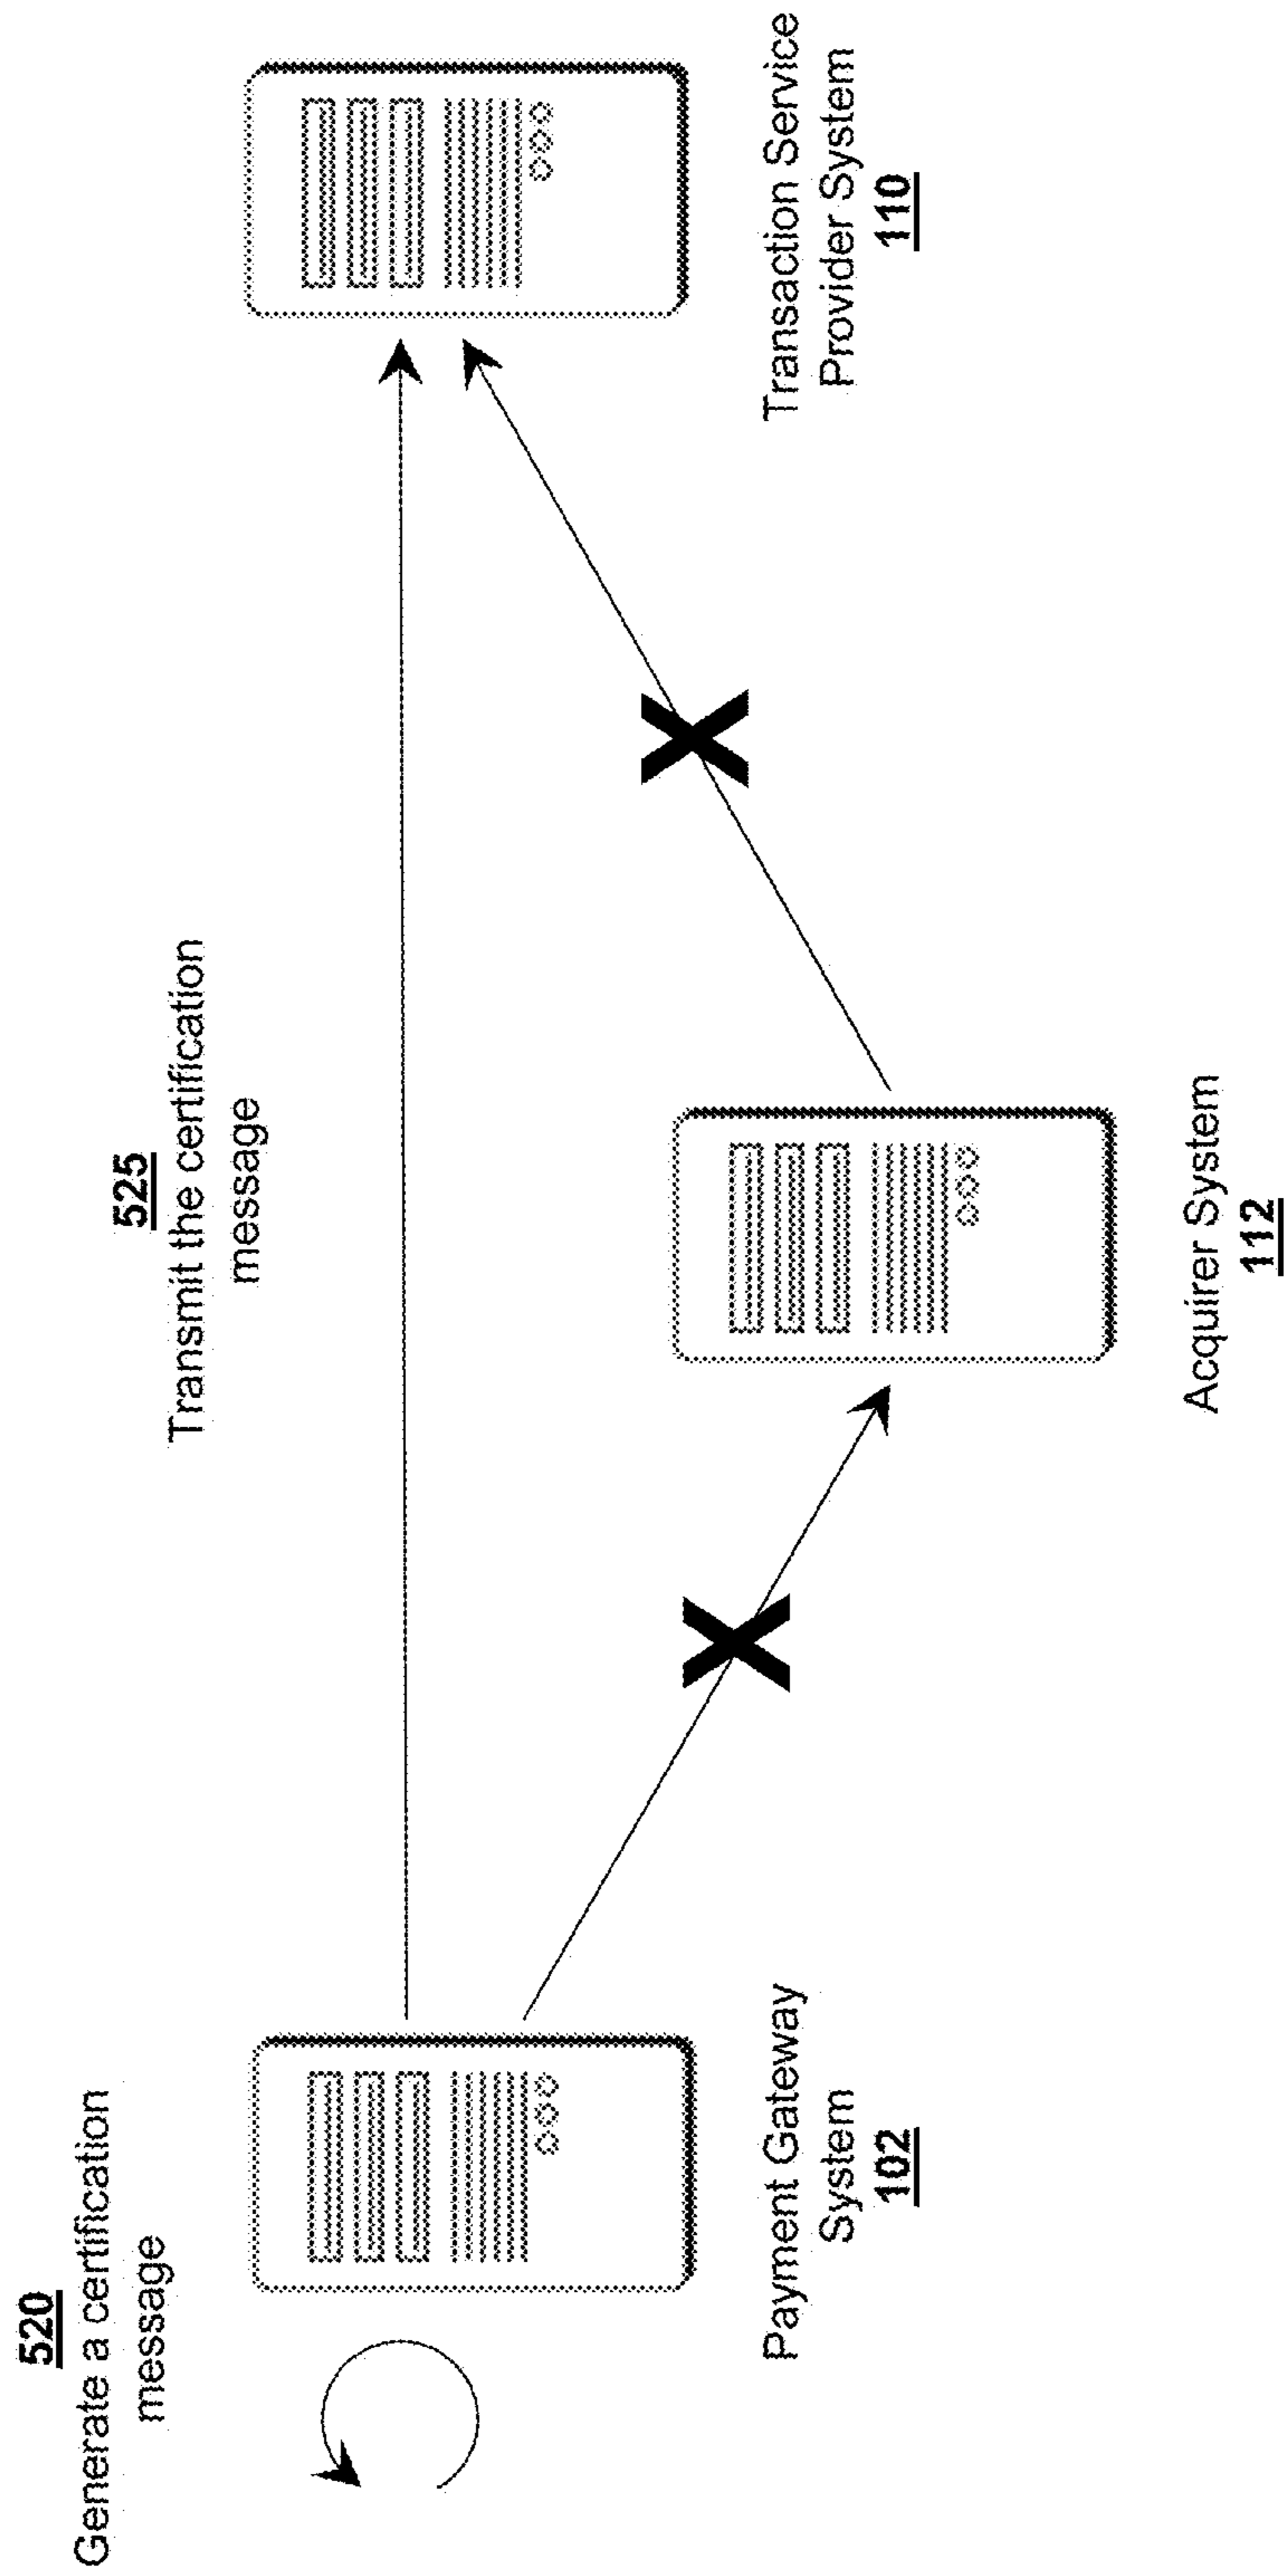 520
Generate a certification
message
525
Transmit the certification
message
Payment Gateway
System
102
Acquirer System
112
Transaction Service
Provider System
110